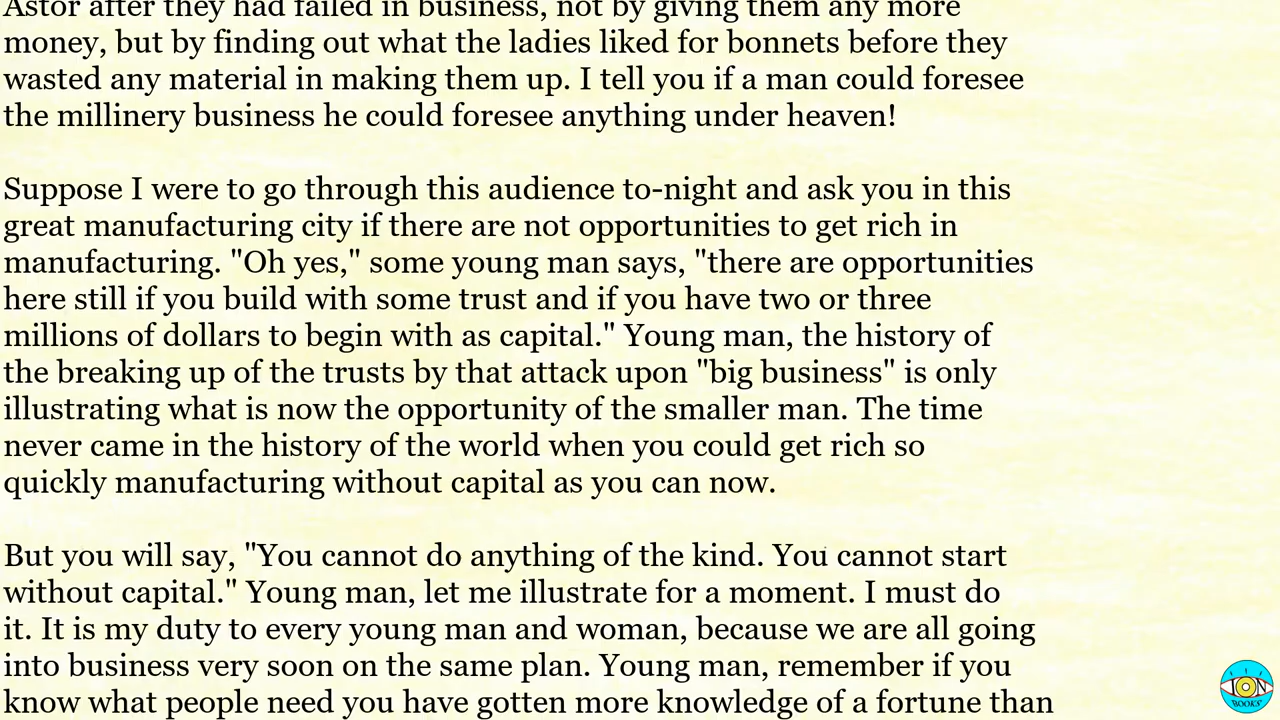 Astor after they had failed in business, not by giving them any more
money, but by finding out what the ladies liked for bonnets before they
wasted any material in making them up. I tell you if a man could foresee
the millinery business he could foresee anything under heaven!
Suppose I were to go through this audience to-night and ask you in this
great manufacturing city if there are not opportunities to get rich in
manufacturing. "Oh yes," some young man says, "there are opportunities
here still if you build with some trust and if you have two or three
millions of dollars to begin with as capital." Young man, the history of
the breaking up of the trusts by that attack upon "big business" is only
illustrating what is now the opportunity of the smaller man. The time
never came in the history of the world when you could get rich so
quickly manufacturing without capital as you can now.
But you will say, "You cannot do anything of the kind. You cannot start
without capital." Young man, let me illustrate for a moment. I must do
it. It is my duty to every young man and woman, because we are all going
into business very soon on the same plan. Young man, remember if you
know what people need you have gotten more knowledge of a fortune than
ION
BOOKS